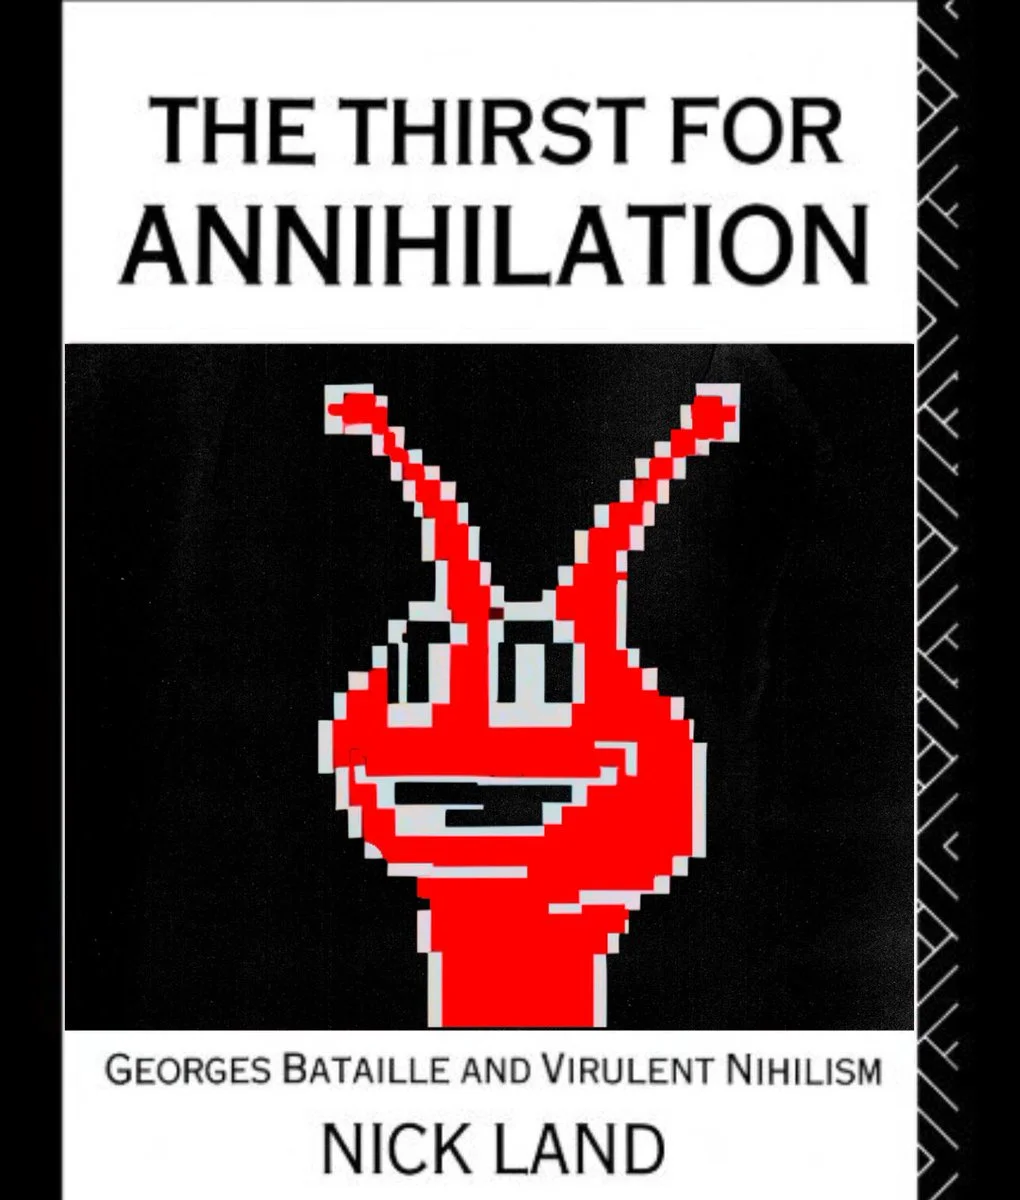 THE THIRST FOR
ANNIHILATION
GEORGES BATAILLE AND VIRULENT NIHILISM
NICK LAND